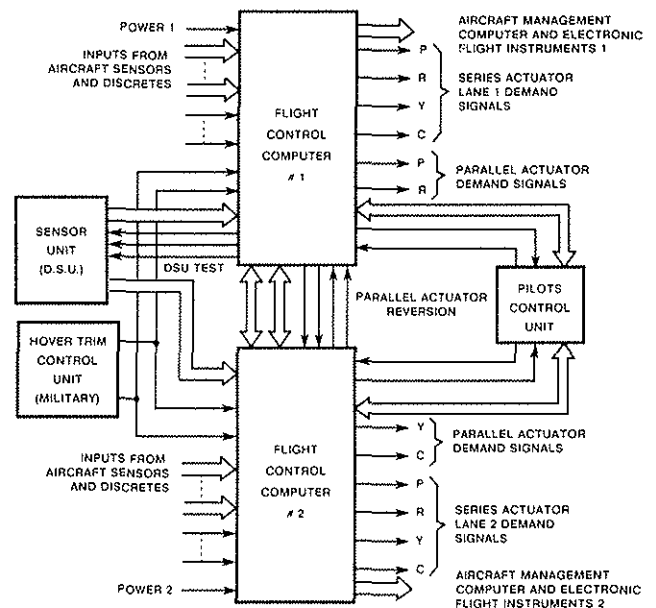 POWER 1
INPUTS FROM
AIRCRAFT SENSORS
AND DISCRETES
FLIGHT
CONTROL
COMPUTER
# 1
AIRCRAFT MANAGEMENT
COMPUTER AND ELECTRONIC
FLIGHT INSTRUMENTS 1
P
R
Y
C
SERIES ACTUATOR
LANE 1 DEMAND
SIGNALS
P
R
PARALLEL ACTUATOR
DEMAND SIGNALS
SENSOR
UNIT
(D.S.U.)
DSU TEST
PARALLEL ACTUATOR
REVERSION
PILOTS
CONTROL
UNIT
HOVER TRIM
CONTROL
UNIT
(MILITARY)
INPUTS FROM
AIRCRAFT SENSORS
AND DISCRETES
FLIGHT
CONTROL
COMPUTER
# 2
Y
C
PARALLEL ACTUATOR
DEMAND SIGNALS
P
R
Y
C
SERIES ACTUATOR
LANE 2 DEMAND
SIGNALS
POWER 2
AIRCRAFT MANAGEMENT
COMPUTER AND ELECTRONIC
FLIGHT INSTRUMENTS 2